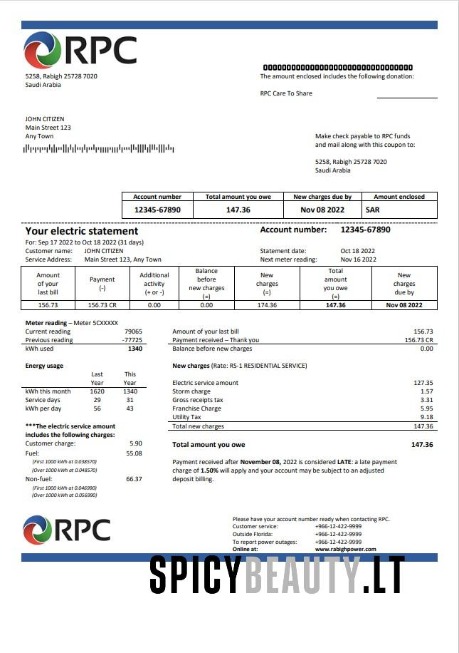 RPC
5258, Rabigh 25728 7020
Saudi Arabia
The amount enclosed includes the following donation:
RPC Care To Share
JOHN CITIZEN
Main Street 123
Any Town
Make check payable to RPC funds
and mail along with this coupon to:
5258, Rabigh 25728 7020
Saudi Arabia
Account number Total amount you owe New charges due by Amount enclosed
12345-67890 147.36 Nov 08 2022 SAR
Your electric statement Account number: 12345-67890
For: Sep 17 2022 to Oct 18 2022 (31 days)
Customer name: JOHN CITIZEN Statement date: Oct 18 2022
Service Address: Main Street 123, Any Town Next meter reading: Nov 16 2022
Amount of your last bill Payment (-) Additional activity (+ or -) Balance before new charges (=) New charges (=) Total amount you owe (=) New charges due by
156.73 156.73 CR 0.00 0.00 174.36 147.36 Nov 08 2022
Meter reading – Meter 5CXXXXX
Current reading 79065
Previous reading -77725
kWh used 1340
Amount of your last bill 156.73
Payment received – Thank you 156.73 CR
Balance before new charges 0.00
Energy usage
Last Year This Year
kWh this month 1620 1340
Service days 29 31
kWh per day 56 43
New charges (Rate: RS-1 RESIDENTIAL SERVICE)
Electric service amount 127.35
Storm charge 1.57
Gross receipts tax 3.31
Franchise Charge 5.95
Utility Tax 9.18
Total new charges 147.36
Total amount you owe 147.36
***The electric service amount
includes the following charges:
Customer charge: 5.90
Fuel: 55.08
(First 1000 kWh at 0.038570)
(Over 1000 kWh at 0.048570)
Non-fuel: 66.37
(First 1000 kWh at 0.046990)
(Over 1000 kWh at 0.056990)
Payment received after November 08, 2022 is considered LATE: a late payment
charge of 1.50% will apply and your account may be subject to an adjusted
deposit billing.
RPC
Please have your account number ready when contacting RPC.
Customer service: +966-12-422-9999
Outside Florida: +966-12-422-9999
To report power outages: +966-12-422-9999
Online at: www.rabighpower.com
SPICYBEAUTY.LT